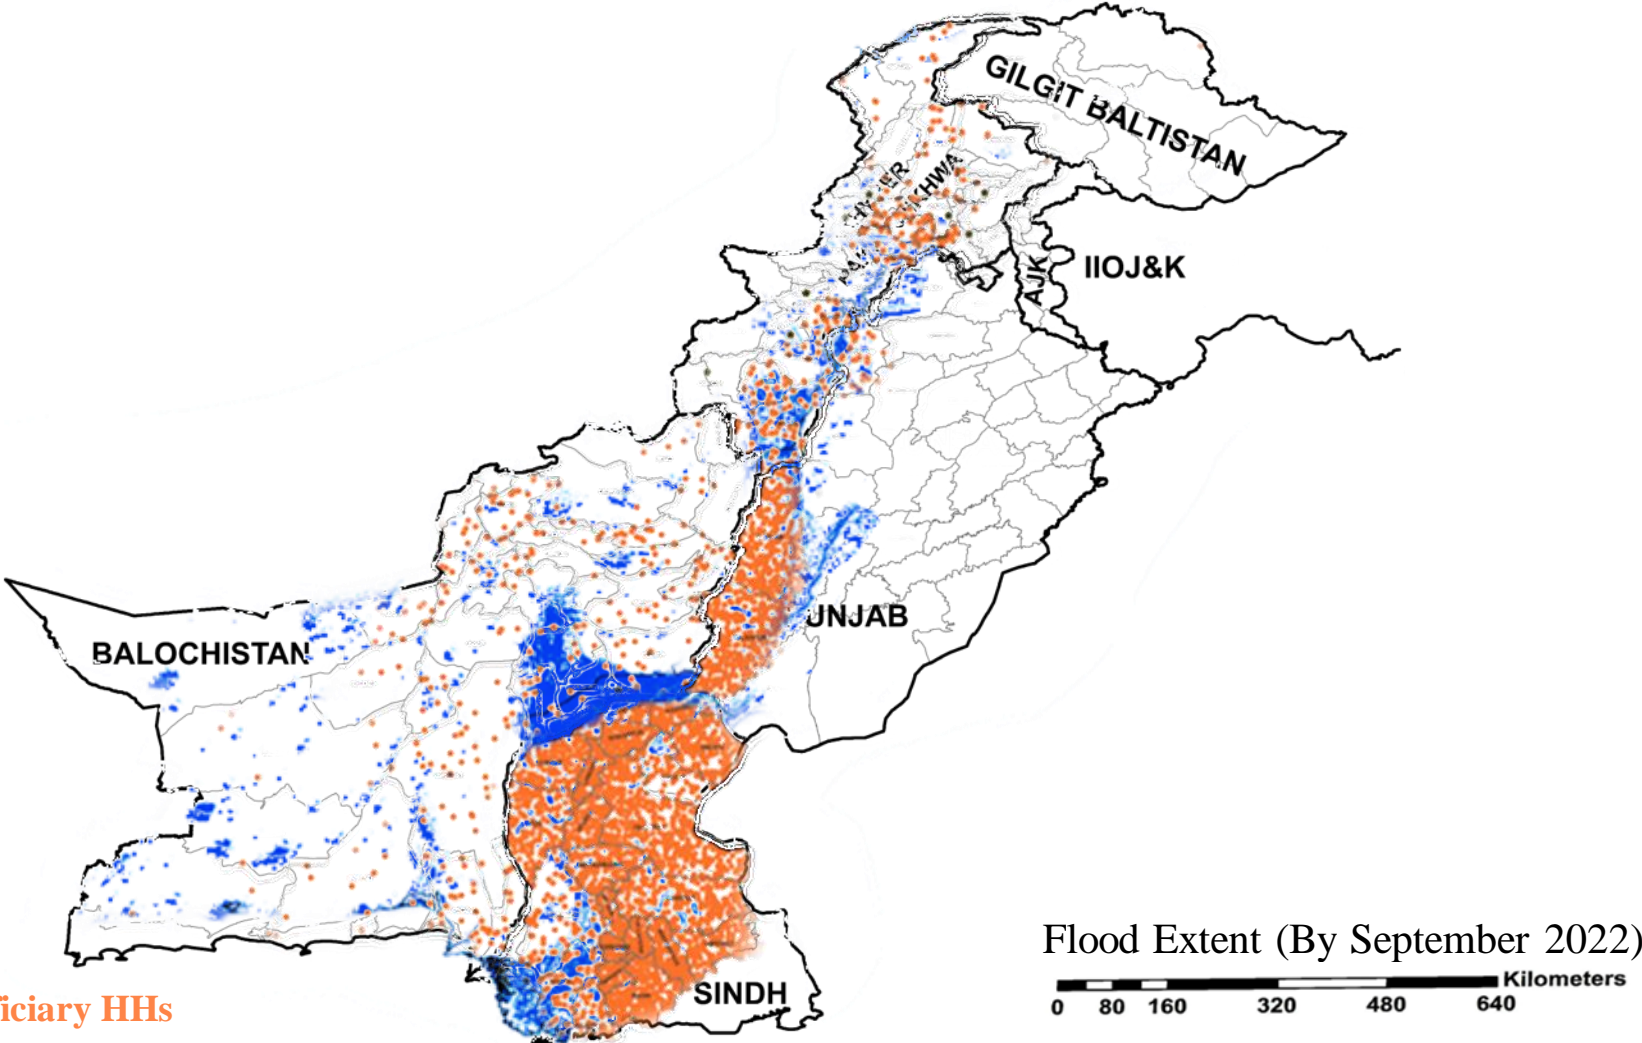 GILGIT BALTISTAN
KHWA
IIOJ&K
AJK
UNJAB
BALOCHISTAN
SINDH
Flood Extent (By September 2022)
Kilometers
0 80 160 320 480 640
iciary HHs